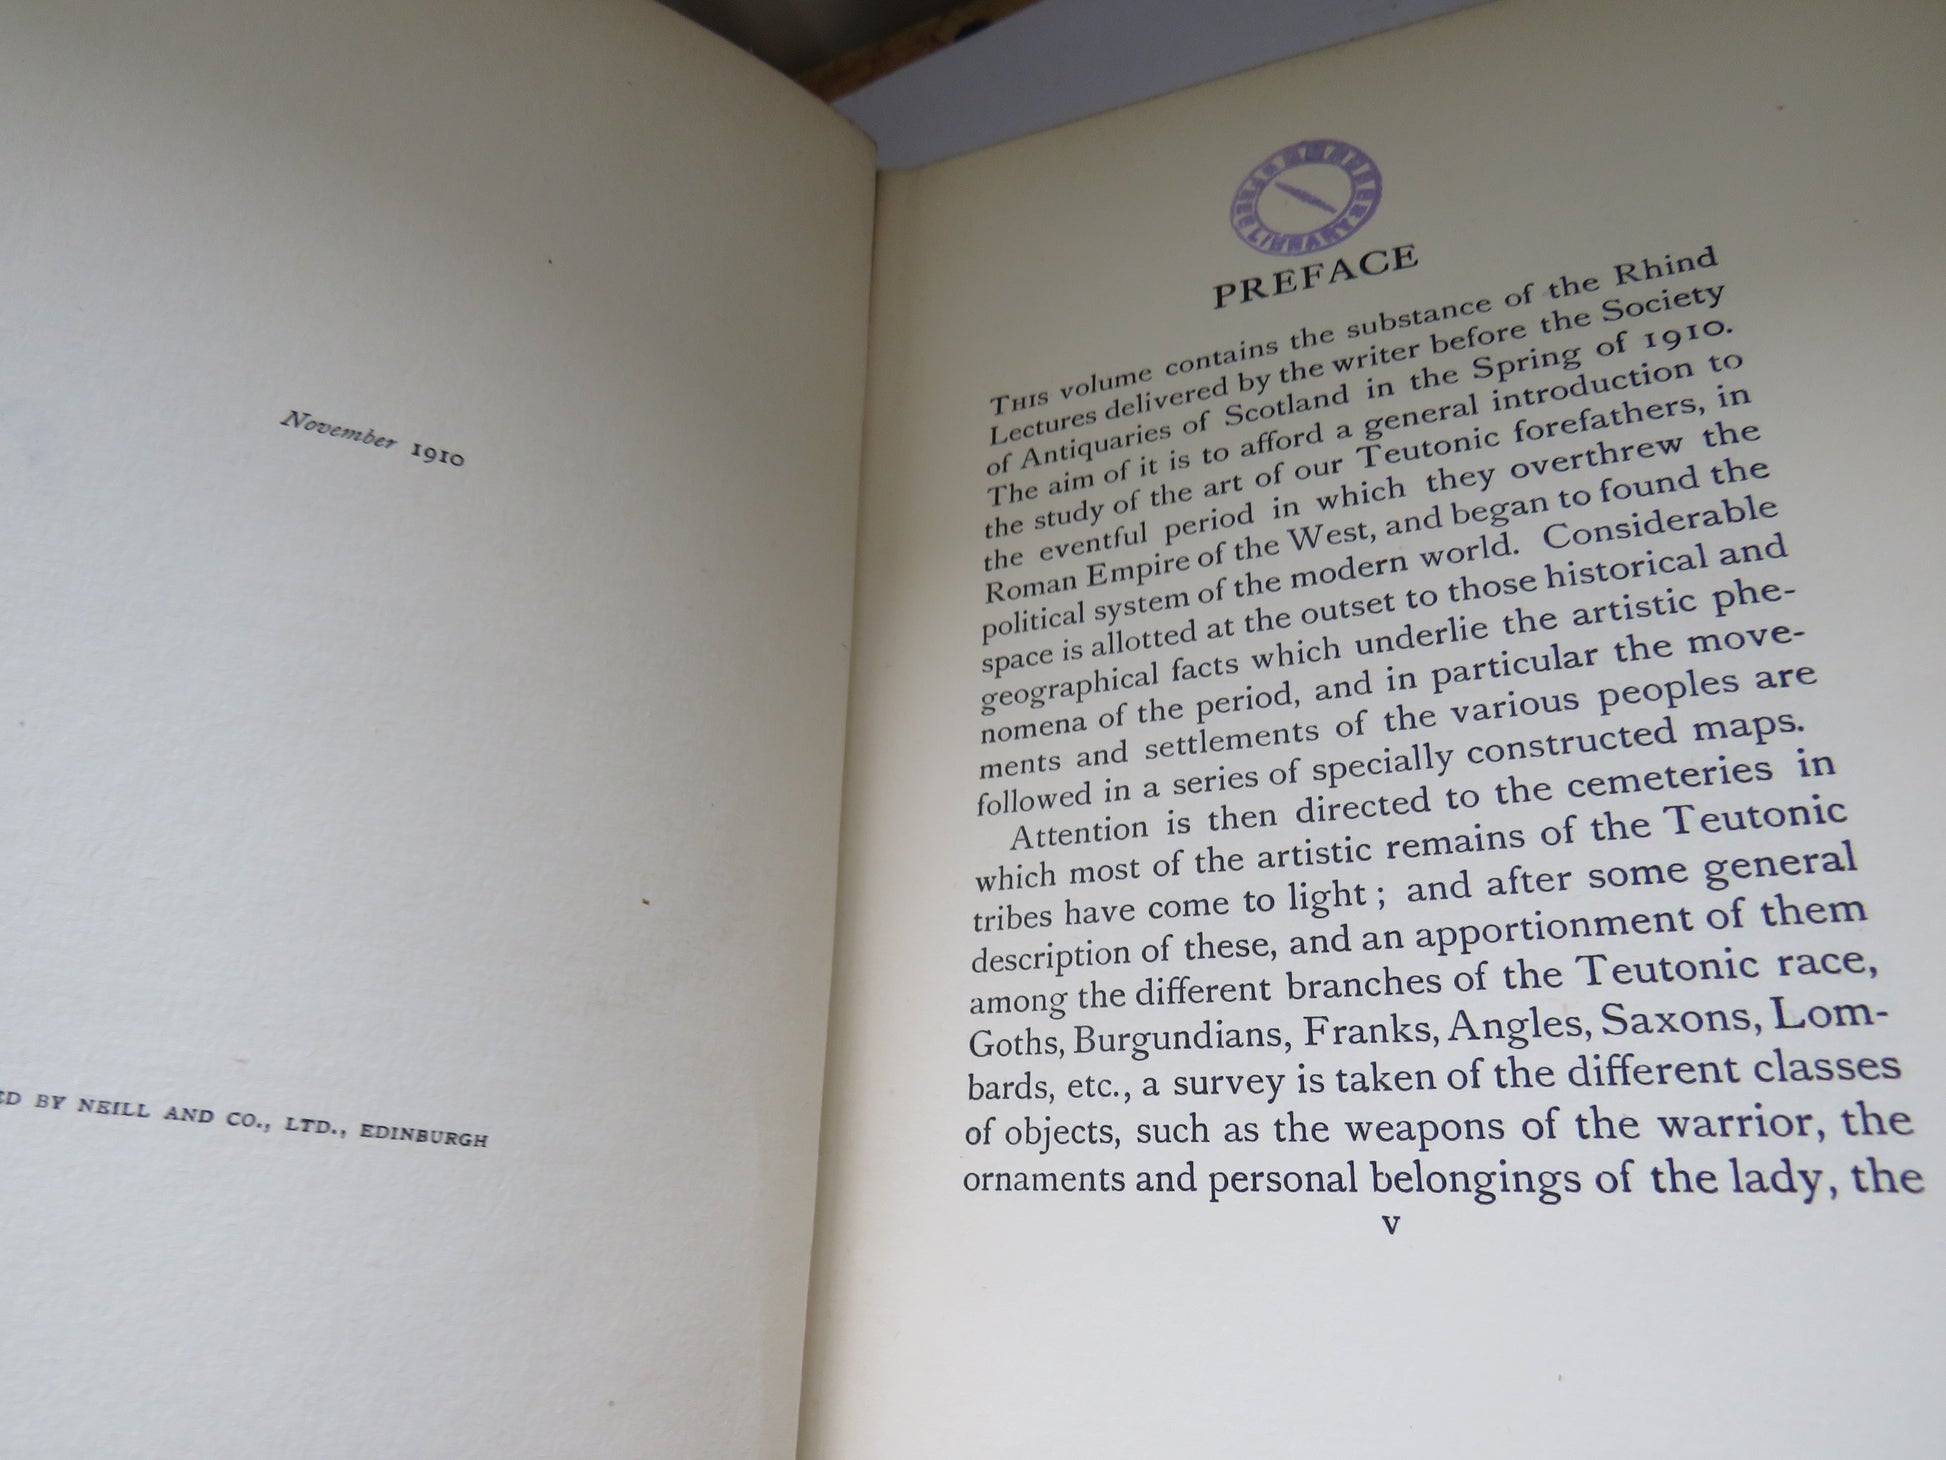 November 1910
ED BY NEILL AND CO., LTD., EDINBURGH
LIBRARY
PREFACE
THIS volume contains the substance of the Rhind
Lectures delivered by the writer before the Society
of Antiquaries of Scotland in the Spring of 1910.
The aim of it is to afford a general introduction to
the study of the art of our Teutonic forefathers, in
the eventful period in which they overthrew the
Roman Empire of the West, and began to found the
political system of the modern world. Considerable
space is allotted at the outset to those historical and
geographical facts which underlie the artistic phe-
nomena of the period, and in particular the move-
ments and settlements of the various peoples are
followed in a series of specially constructed maps.
Attention is then directed to the cemeteries in
which most of the artistic remains of the Teutonic
tribes have come to light ; and after some general
description of these, and an apportionment of them
among the different branches of the Teutonic race,
Goths, Burgundians, Franks, Angles, Saxons, Lom-
bards, etc., a survey is taken of the different classes
of objects, such as the weapons of the warrior, the
ornaments and personal belongings of the lady, the
v